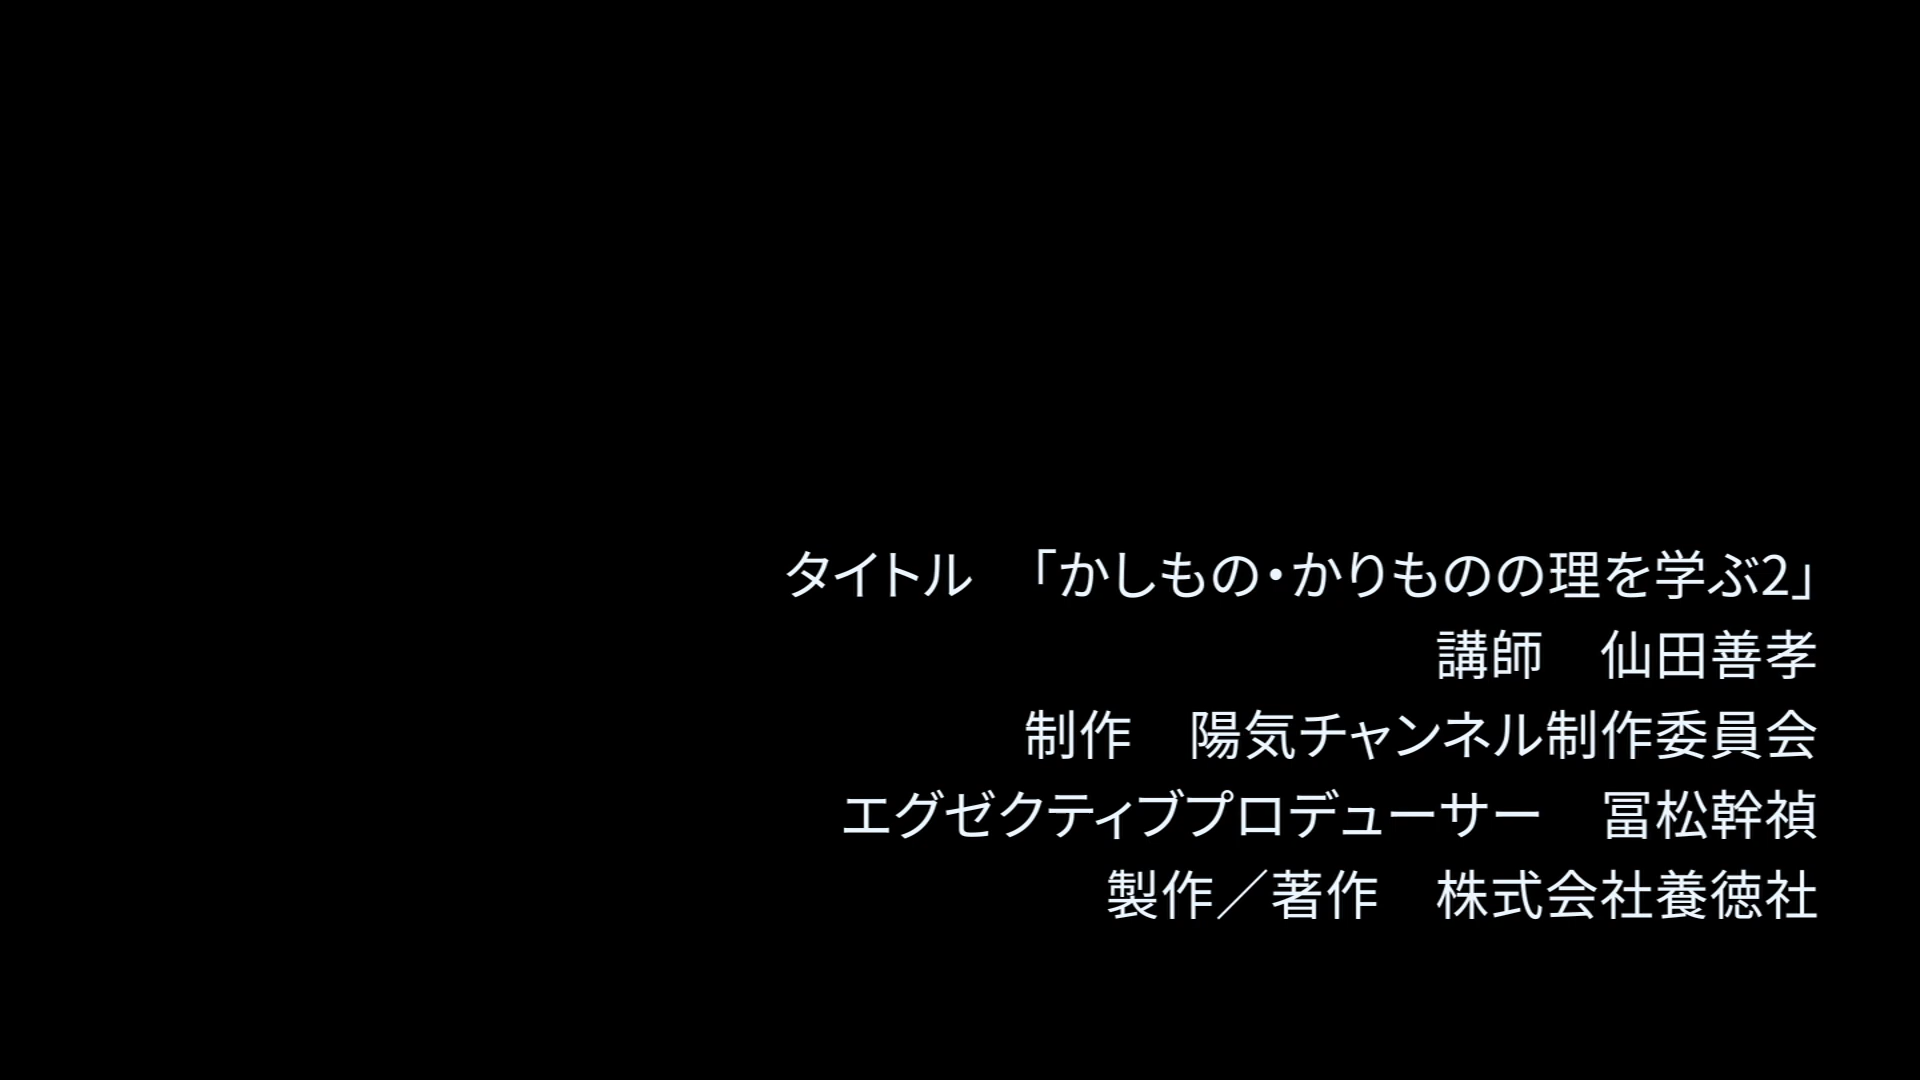 タイトル　「かしもの・かりものの理を学ぶ2」
講師　仙田善孝
制作　陽気チャンネル制作委員会
エグゼクティブプロデューサー　冨松幹禎
製作／著作　株式会社養徳社